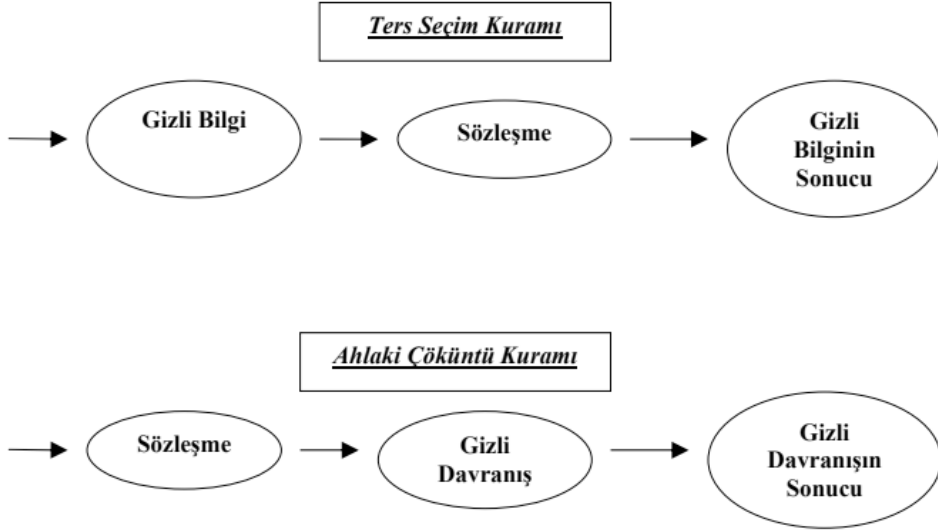 Ters Seçim Kuramı
Gizli Bilgi
Sözleşme
Gizli
Bilginin
Sonucu
Ahlaki Çöküntü Kuramı
Sözleşme
Gizli
Davranış
Gizli
Davranışın
Sonucu